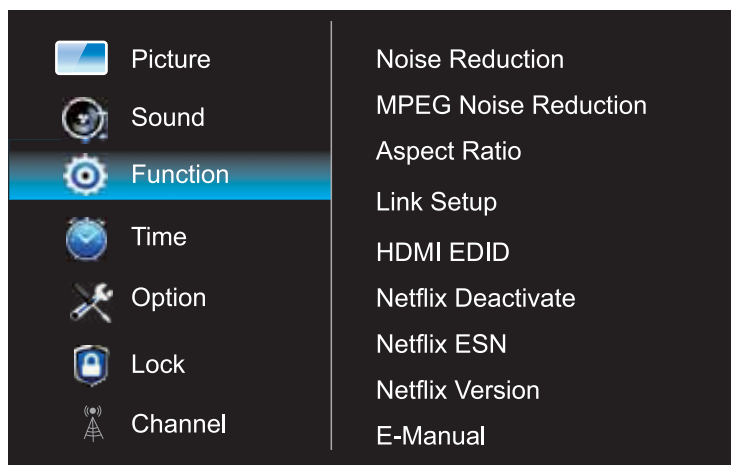 Picture
Sound
Function
Time
Option
Lock
Channel
Noise Reduction
MPEG Noise Reduction
Aspect Ratio
Link Setup
HDMI EDID
Netflix Deactivate
Netflix ESN
Netflix Version
E-Manual